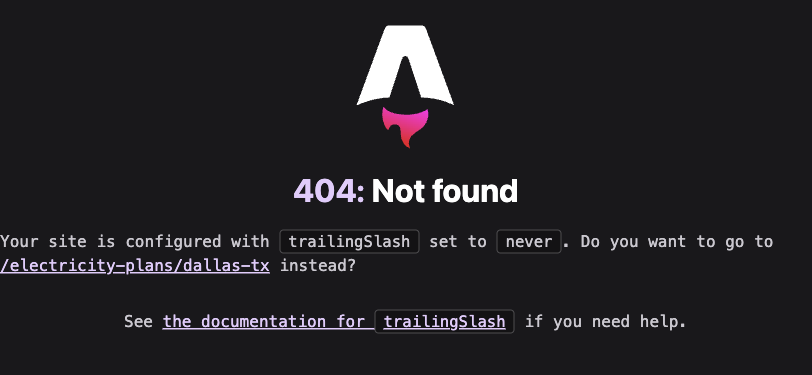 404: Not found
Your site is configured with trailingSlash set to never. Do you want to go to
/electricity-plans/dallas-tx instead?
See the documentation for trailingSlash if you need help.